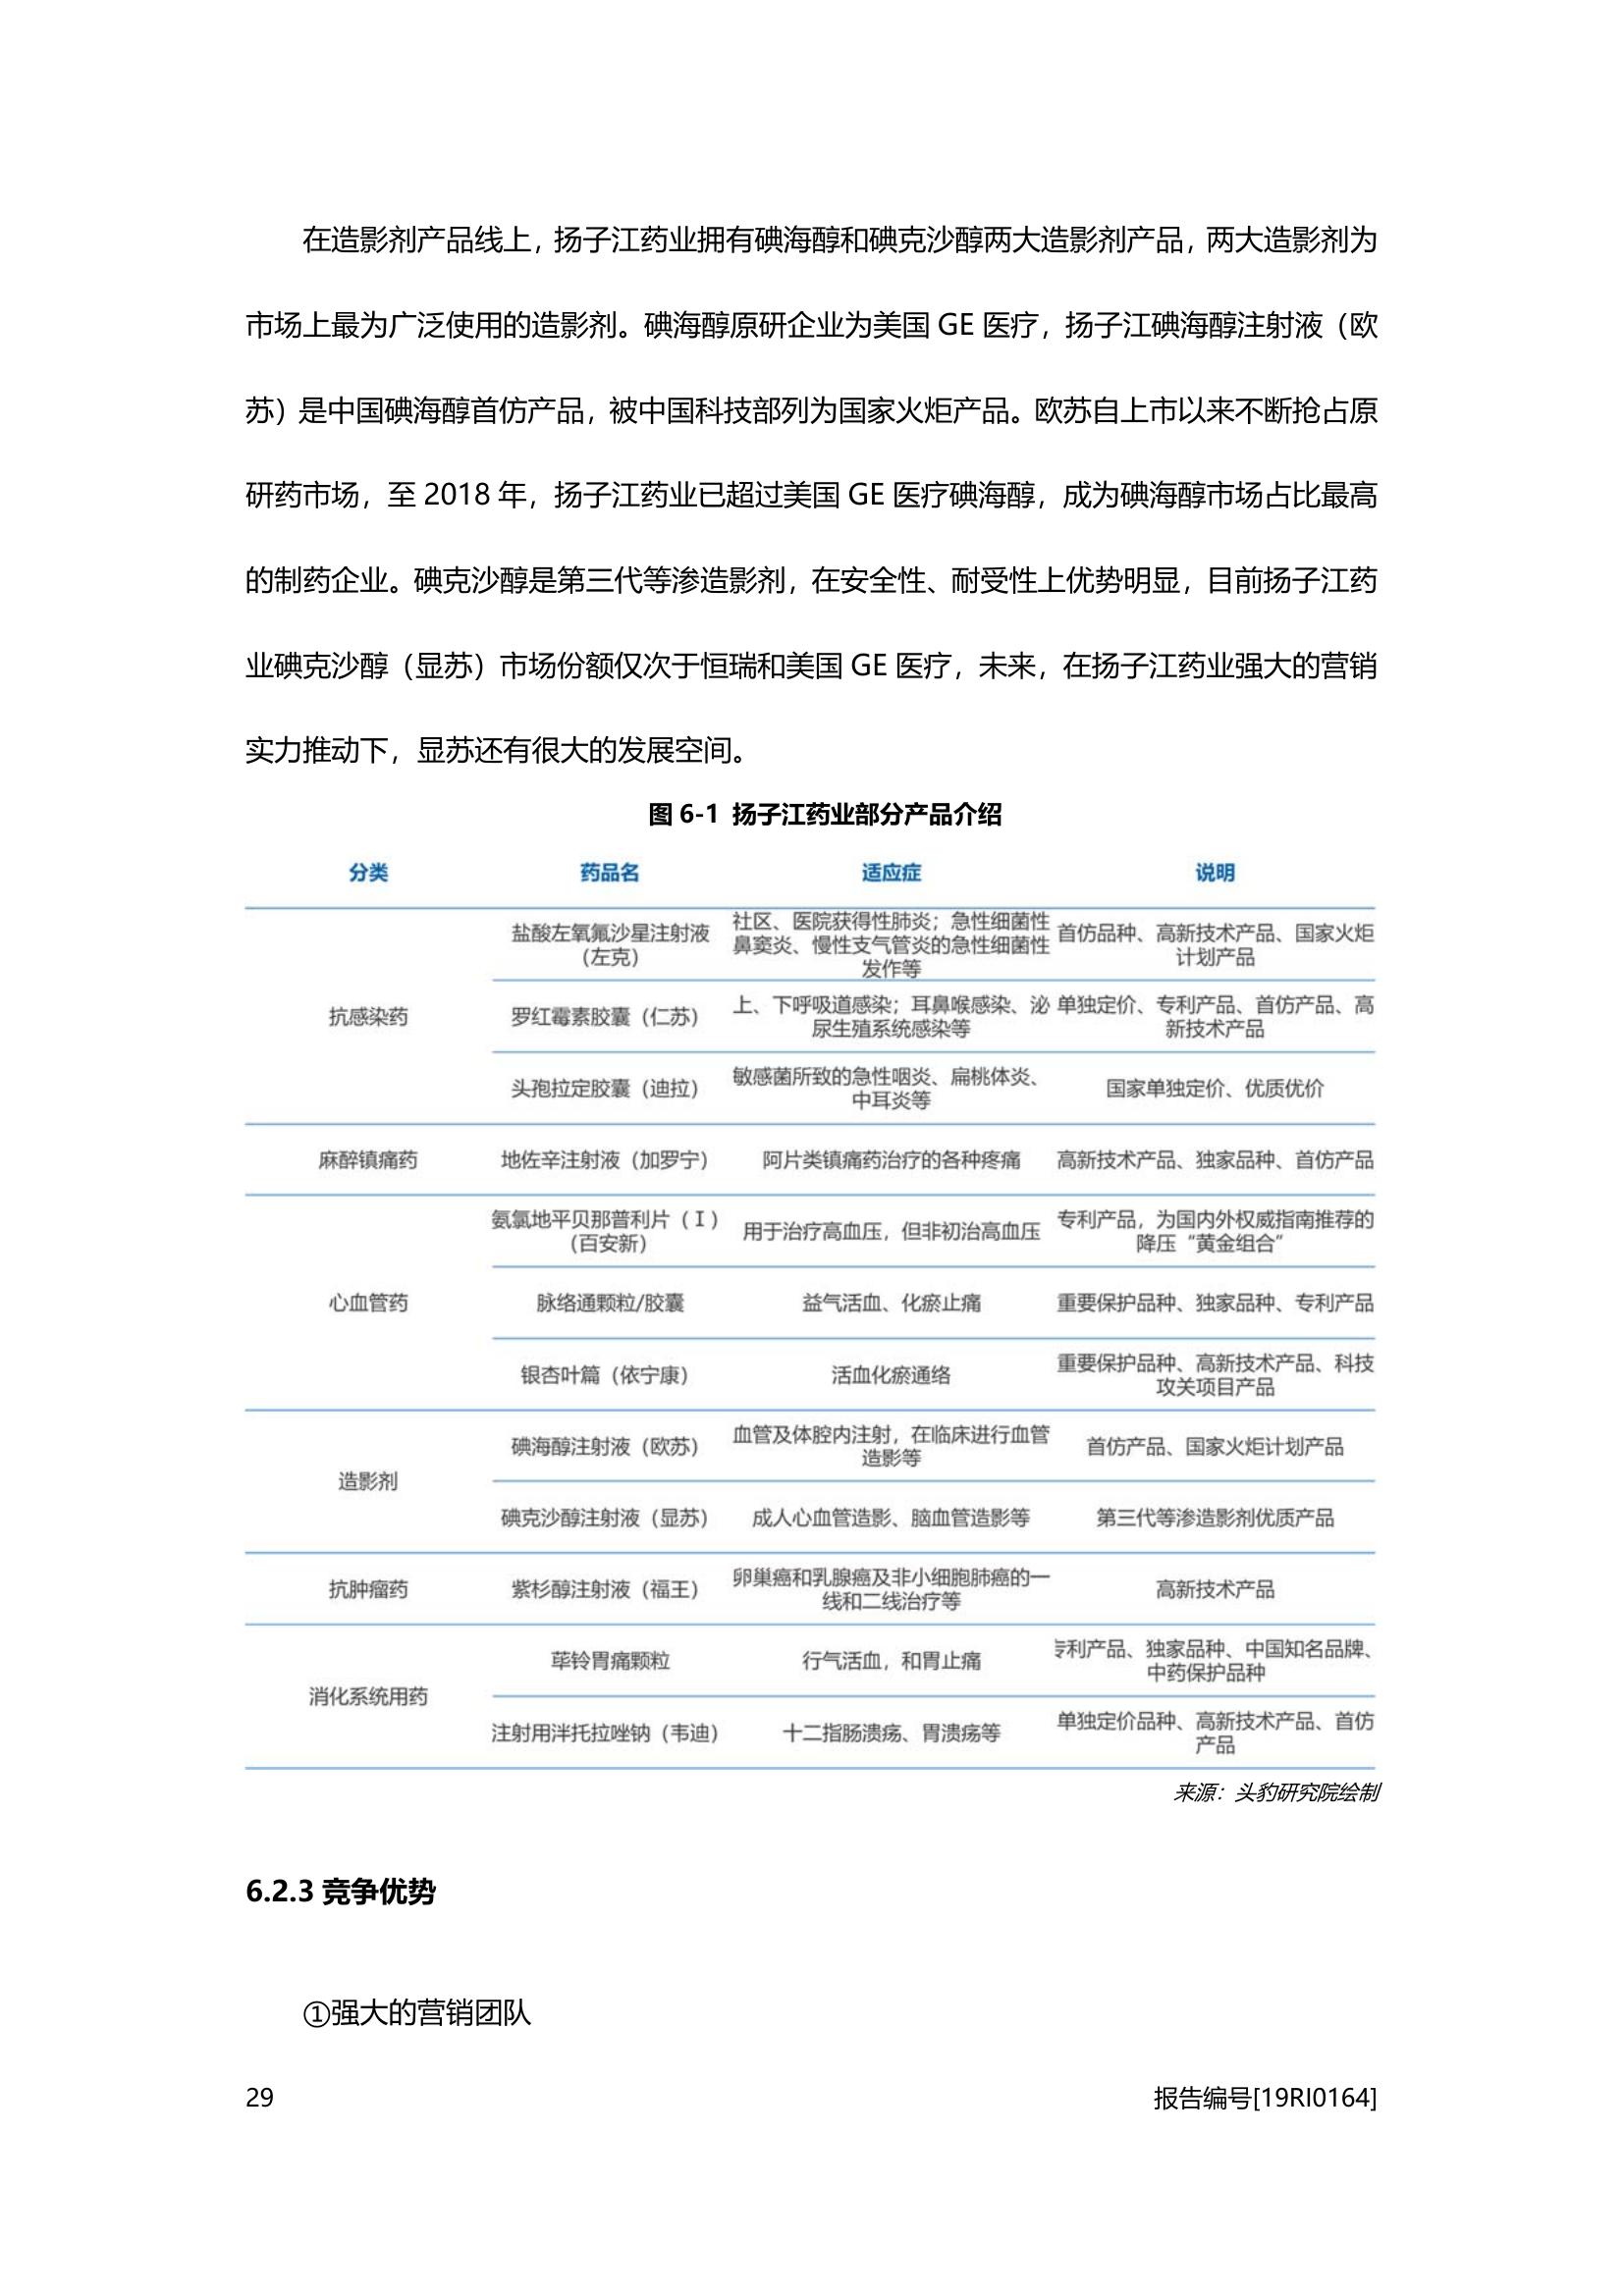 在造影剂产品线上，扬子江药业拥有碘海醇和碘克沙醇两大造影剂产品，两大造影剂为
市场上最为广泛使用的造影剂。碘海醇原研企业为美国 GE 医疗，扬子江碘海醇注射液（欧
苏）是中国碘海醇首仿产品，被中国科技部列为国家火炬产品。欧苏自上市以来不断抢占原
研药市场，至 2018 年，扬子江药业已超过美国 GE 医疗碘海醇，成为碘海醇市场占比最高
的制药企业。碘克沙醇是第三代等渗造影剂，在安全性、耐受性上优势明显，目前扬子江药
业碘克沙醇（显苏）市场份额仅次于恒瑞和美国 GE 医疗，未来，在扬子江药业强大的营销
实力推动下，显苏还有很大的发展空间。
图 6-1 扬子江药业部分产品介绍
分类 药品名 适应症 说明
抗感染药
盐酸左氧氟沙星注射液
（左克）
社区、医院获得性肺炎；急性细菌性
鼻窦炎、慢性支气管炎的急性细菌性
发作等
首仿品种、高新技术产品、国家火炬
计划产品
罗红霉素胶囊（仁苏）
上、下呼吸道感染；耳鼻喉感染、泌
尿生殖系统感染等
单独定价、专利产品、首仿产品、高
新技术产品
头孢拉定胶囊（迪拉）
敏感菌所致的急性咽炎、扁桃体炎、
中耳炎等
国家单独定价、优质优价
麻醉镇痛药 地佐辛注射液（加罗宁） 阿片类镇痛药治疗的各种疼痛 高新技术产品、独家品种、首仿产品
心血管药
氨氯地平贝那普利片（Ⅰ）
（百安新）
用于治疗高血压，但非初治高血压
专利产品，为国内外权威指南推荐的
降压“黄金组合”
脉络通颗粒/胶囊 益气活血、化瘀止痛 重要保护品种、独家品种、专利产品
银杏叶篇（依宁康） 活血化瘀通络
重要保护品种、高新技术产品、科技
攻关项目产品
造影剂
碘海醇注射液（欧苏）
血管及体腔内注射，在临床进行血管
造影等
首仿产品、国家火炬计划产品
碘克沙醇注射液（显苏） 成人心血管造影、脑血管造影等 第三代等渗造影剂优质产品
抗肿瘤药 紫杉醇注射液（福王）
卵巢癌和乳腺癌及非小细胞肺癌的一
线和二线治疗等
高新技术产品
消化系统用药
荜铃胃痛颗粒 行气活血，和胃止痛
专利产品、独家品种、中国知名品牌、
中药保护品种
注射用泮托拉唑钠（韦迪） 十二指肠溃疡、胃溃疡等
单独定价品种、高新技术产品、首仿
产品
来源：头豹研究院绘制
6.2.3 竞争优势
①强大的营销团队
29 报告编号[19RI0164]